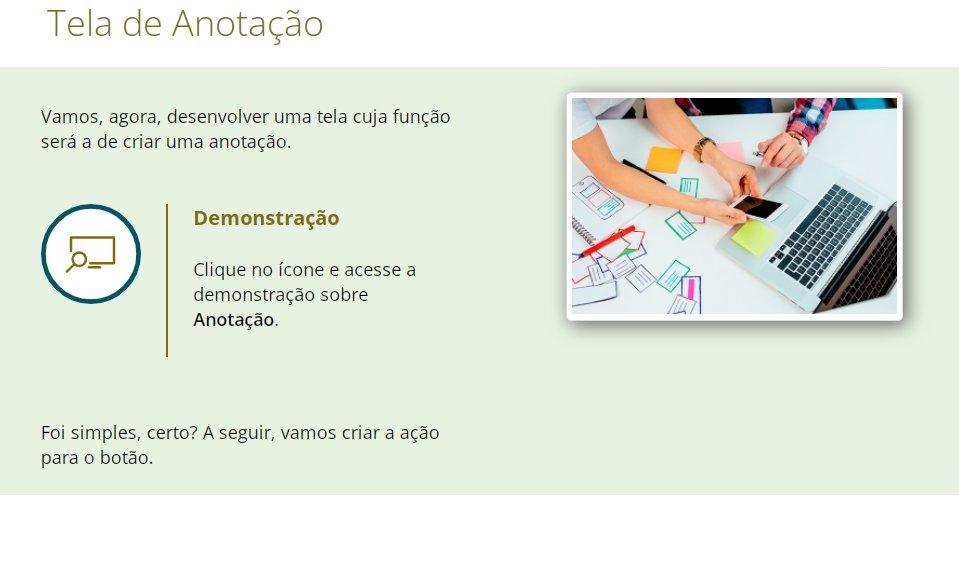 Tela de Anotação
Vamos, agora, desenvolver uma tela cuja função
será a de criar uma anotação.
Demonstração
Clique no ícone e acesse a
demonstração sobre
Anotação.
Foi simples, certo? A seguir, vamos criar a ação
para o botão.